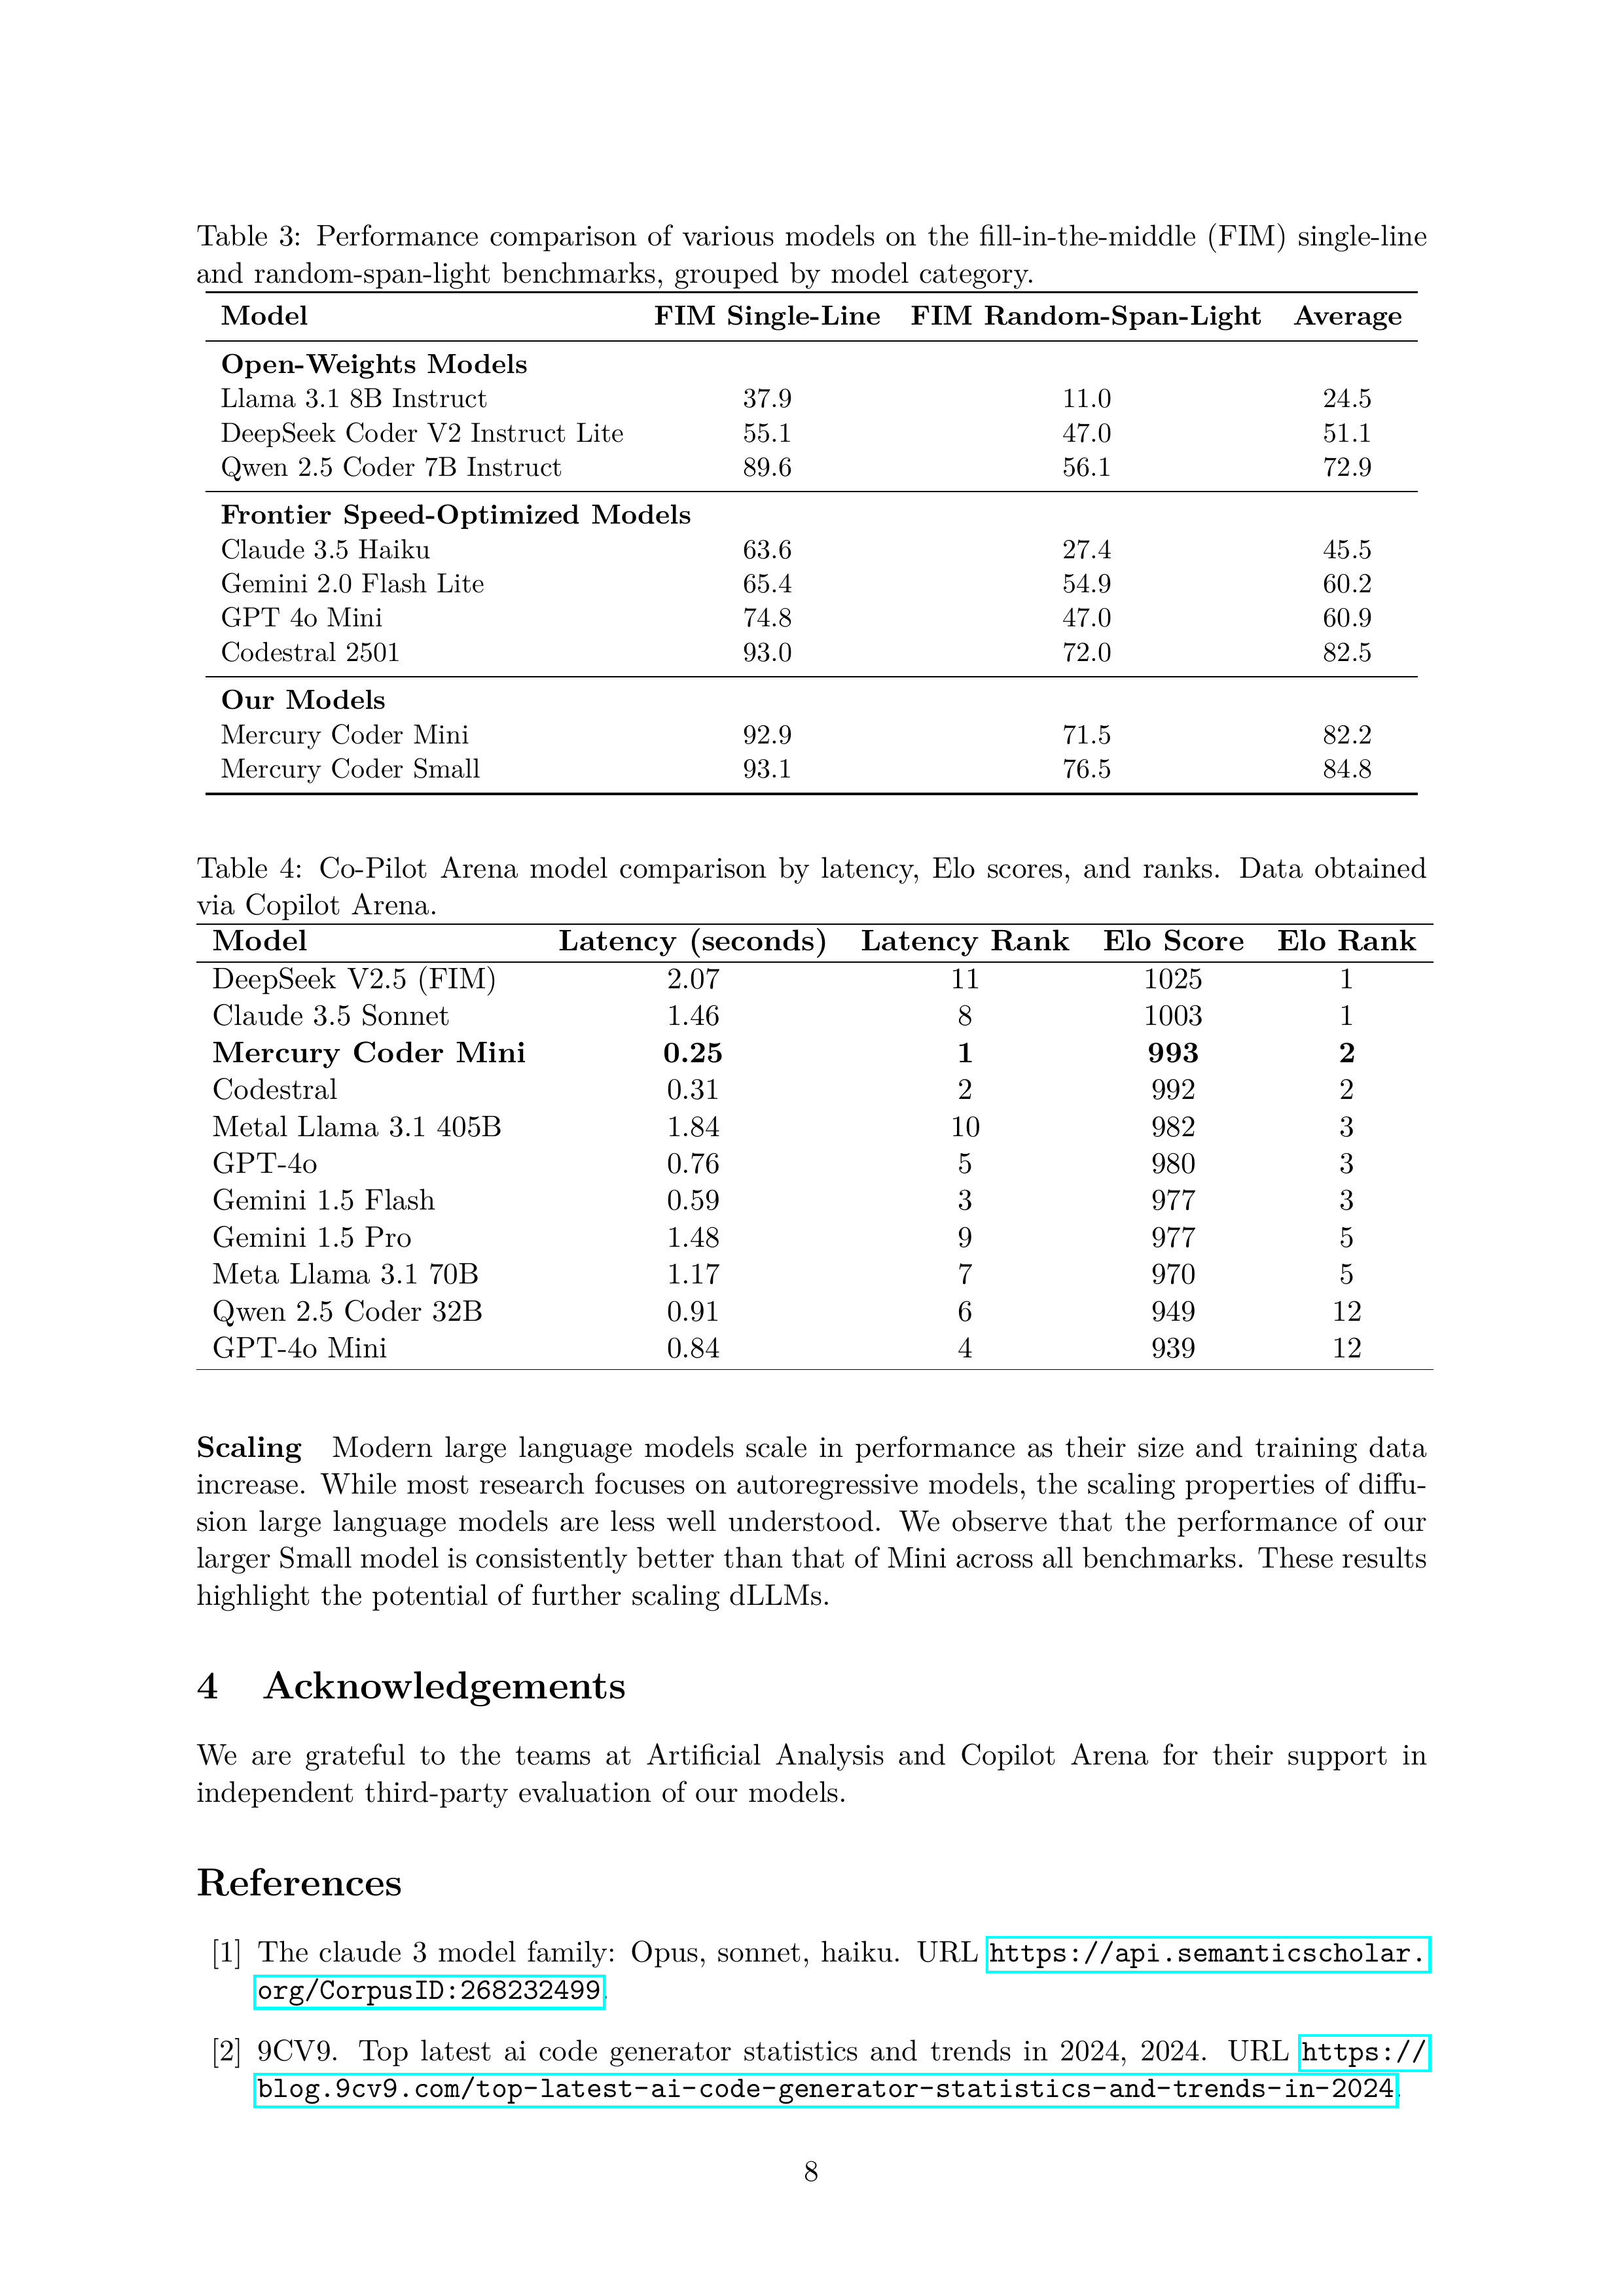 Table 3: Performance comparison of various models on the fill-in-the-middle (FIM) single-line
and random-span-light benchmarks, grouped by model category.
Model FIM Single-Line FIM Random-Span-Light Average
Open-Weights Models
Llama 3.1 8B Instruct 37.9 11.0 24.5
DeepSeek Coder V2 Instruct Lite 55.1 47.0 51.1
Qwen 2.5 Coder 7B Instruct 89.6 56.1 72.9
Frontier Speed-Optimized Models
Claude 3.5 Haiku 63.6 27.4 45.5
Gemini 2.0 Flash Lite 65.4 54.9 60.2
GPT 4o Mini 74.8 47.0 60.9
Codestral 2501 93.0 72.0 82.5
Our Models
Mercury Coder Mini 92.9 71.5 82.2
Mercury Coder Small 93.1 76.5 84.8
Table 4: Co-Pilot Arena model comparison by latency, Elo scores, and ranks. Data obtained
via Copilot Arena.
Model Latency (seconds) Latency Rank Elo Score Elo Rank
DeepSeek V2.5 (FIM) 2.07 11 1025 1
Claude 3.5 Sonnet 1.46 8 1003 1
Mercury Coder Mini 0.25 1 993 2
Codestral 0.31 2 992 2
Metal Llama 3.1 405B 1.84 10 982 3
GPT-4o 0.76 5 980 3
Gemini 1.5 Flash 0.59 3 977 3
Gemini 1.5 Pro 1.48 9 977 5
Meta Llama 3.1 70B 1.17 7 970 5
Qwen 2.5 Coder 32B 0.91 6 949 12
GPT-4o Mini 0.84 4 939 12
Scaling Modern large language models scale in performance as their size and training data
increase. While most research focuses on autoregressive models, the scaling properties of diffu-
sion large language models are less well understood. We observe that the performance of our
larger Small model is consistently better than that of Mini across all benchmarks. These results
highlight the potential of further scaling dLLMs.
4 Acknowledgements
We are grateful to the teams at Artificial Analysis and Copilot Arena for their support in
independent third-party evaluation of our models.
References
[1] The claude 3 model family: Opus, sonnet, haiku. URL https://api.semanticscholar.
org/CorpusID:268232499.
[2] 9CV9. Top latest ai code generator statistics and trends in 2024, 2024. URL https://
blog.9cv9.com/top-latest-ai-code-generator-statistics-and-trends-in-2024.
8